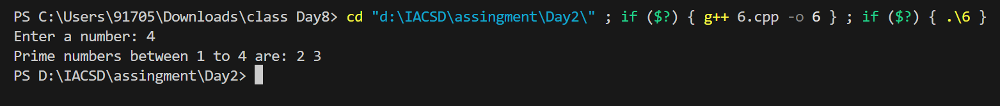 PS C:\Users\91705\Downloads\class Day8> cd "d:\IACSD\assingment\Day2\" ; if ($?) { g++ 6.cpp -o 6 } ; if ($?) { .\6 }
Enter a number: 4
Prime numbers between 1 to 4 are: 2 3
PS D:\IACSD\assingment\Day2>